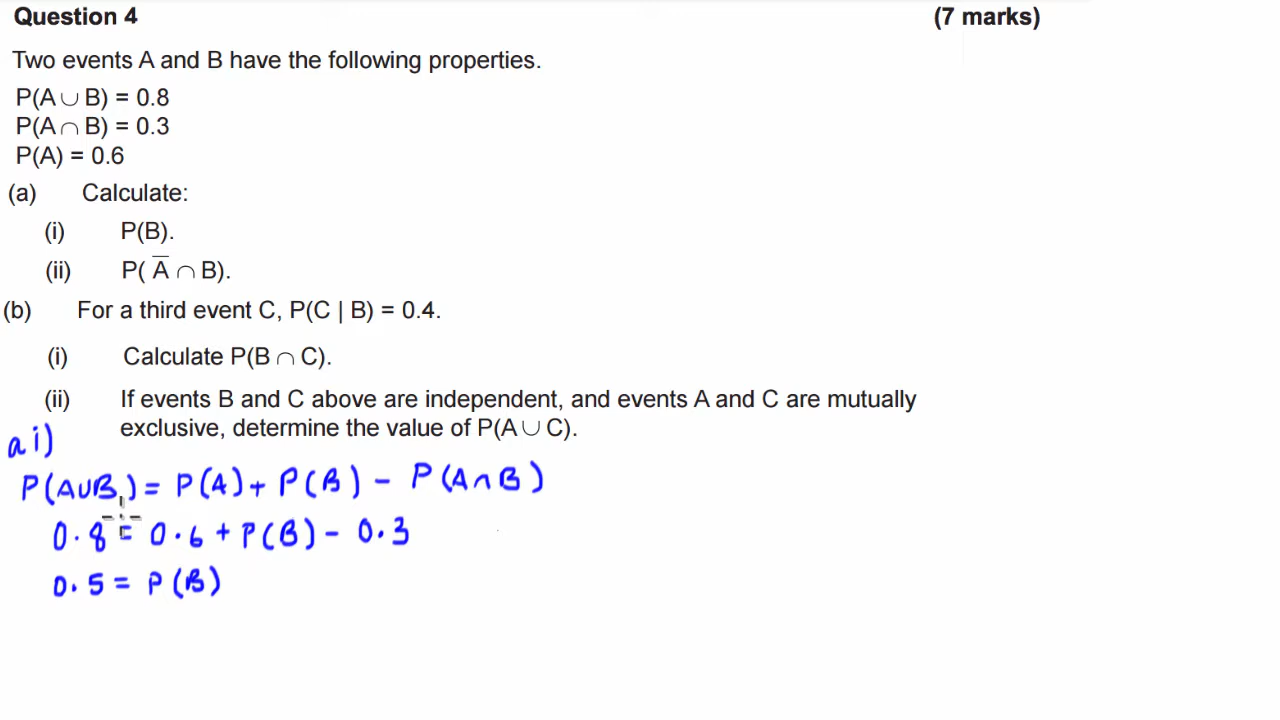 Question 4 (7 marks)
Two events A and B have the following properties.
P(A ∪ B) = 0.8
P(A ∩ B) = 0.3
P(A) = 0.6
(a) Calculate:
(i) P(B).
(ii) P( A̅ ∩ B).
(b) For a third event C, P(C | B) = 0.4.
(i) Calculate P(B ∩ C).
(ii) If events B and C above are independent, and events A and C are mutually
exclusive, determine the value of P(A ∪ C).
a i)
P(A∪B) = P(A) + P(B) - P(A∩B)
0.8 = 0.6 + P(B) - 0.3
0.5 = P(B)